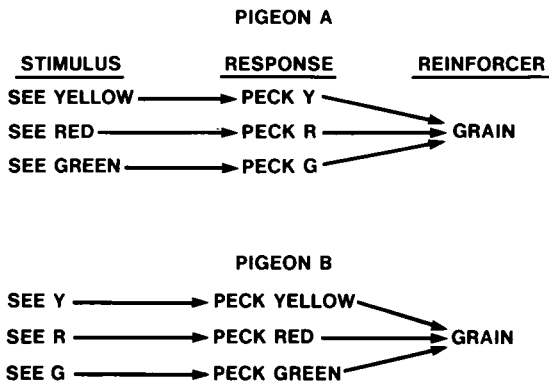 PIGEON A
STIMULUS RESPONSE REINFORCER
SEE YELLOW PECK Y
SEE RED PECK R GRAIN
SEE GREEN PECK G
PIGEON B
SEE Y PECK YELLOW
SEE R PECK RED GRAIN
SEE G PECK GREEN